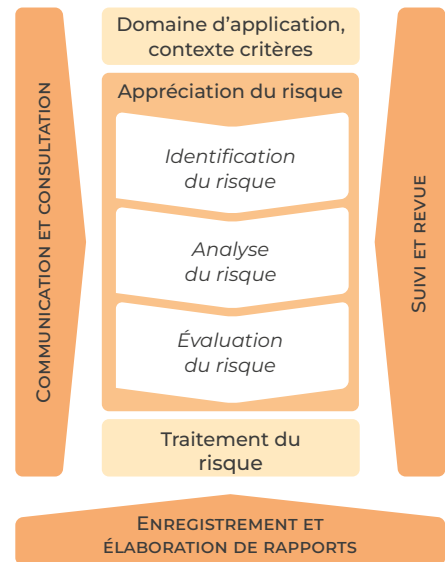 Domaine d'application,
contexte critères
Appréciation du risque
Identification
du risque
Analyse
du risque
Évaluation
du risque
Traitement du
risque
COMMUNICATION ET CONSULTATION
SUIVI ET REVUE
ENREGISTREMENT ET
ÉLABORATION DE RAPPORTS